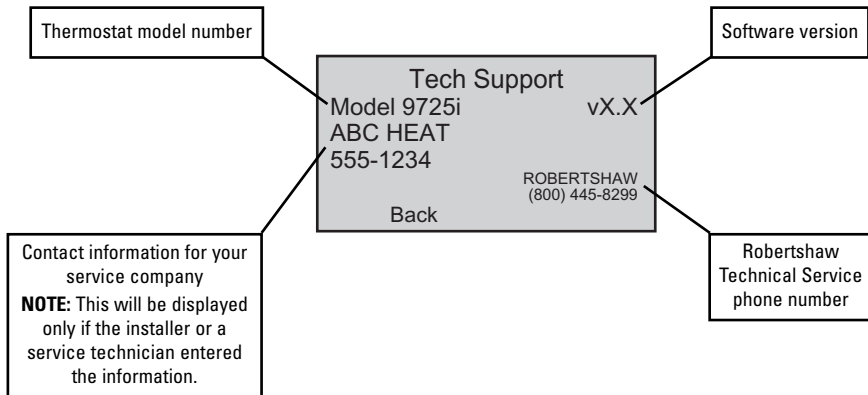 Thermostat model number
Software version
Tech Support
Model 9725i
vX.X
ABC HEAT
555-1234
ROBERTSHAW
(800) 445-8299
Back
Contact information for your
service company
NOTE: This will be displayed
only if the installer or a
service technician entered
the information.
Robertshaw
Technical Service
phone number